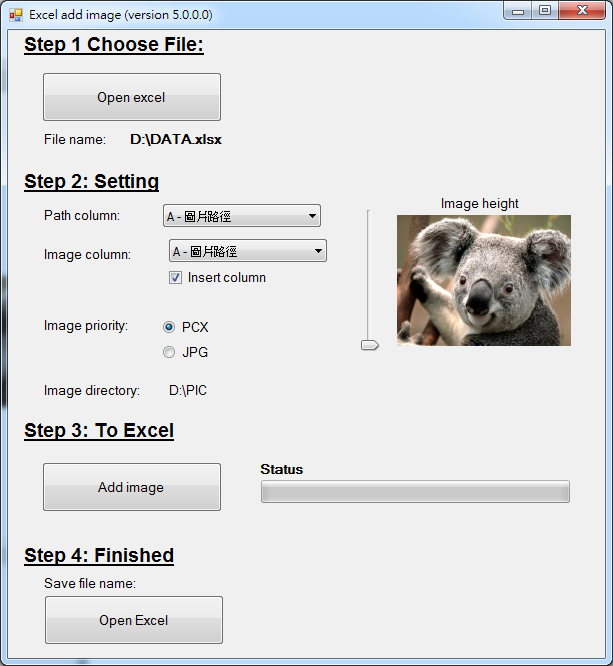 Excel add image (version 5.0.0.0)
Step 1 Choose File:
Open excel
File name: D:\DATA.xlsx
Step 2: Setting
Path column: A - 圖片路徑
Image height
Image column: A - 圖片路徑
Insert column
Image priority: PCX
JPG
Image directory: D:\PIC
Step 3: To Excel
Status
Add image
Step 4: Finished
Save file name:
Open Excel